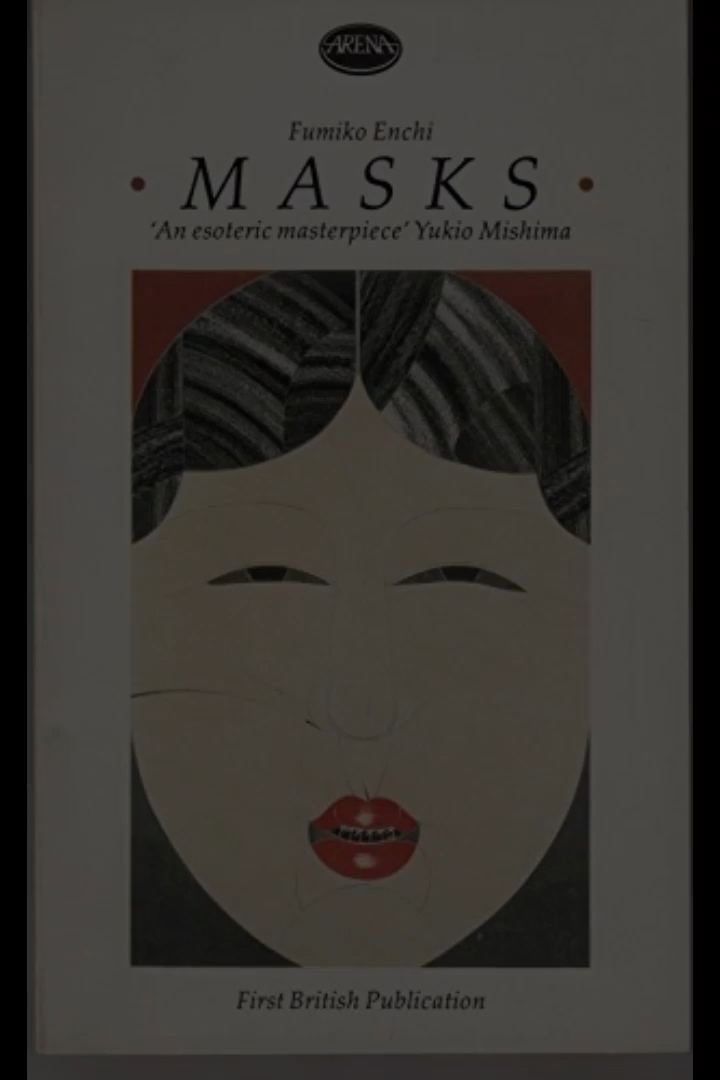 ARENA
Fumiko Enchi
• MASKS •
‘An esoteric masterpiece’ Yukio Mishima
First British Publication